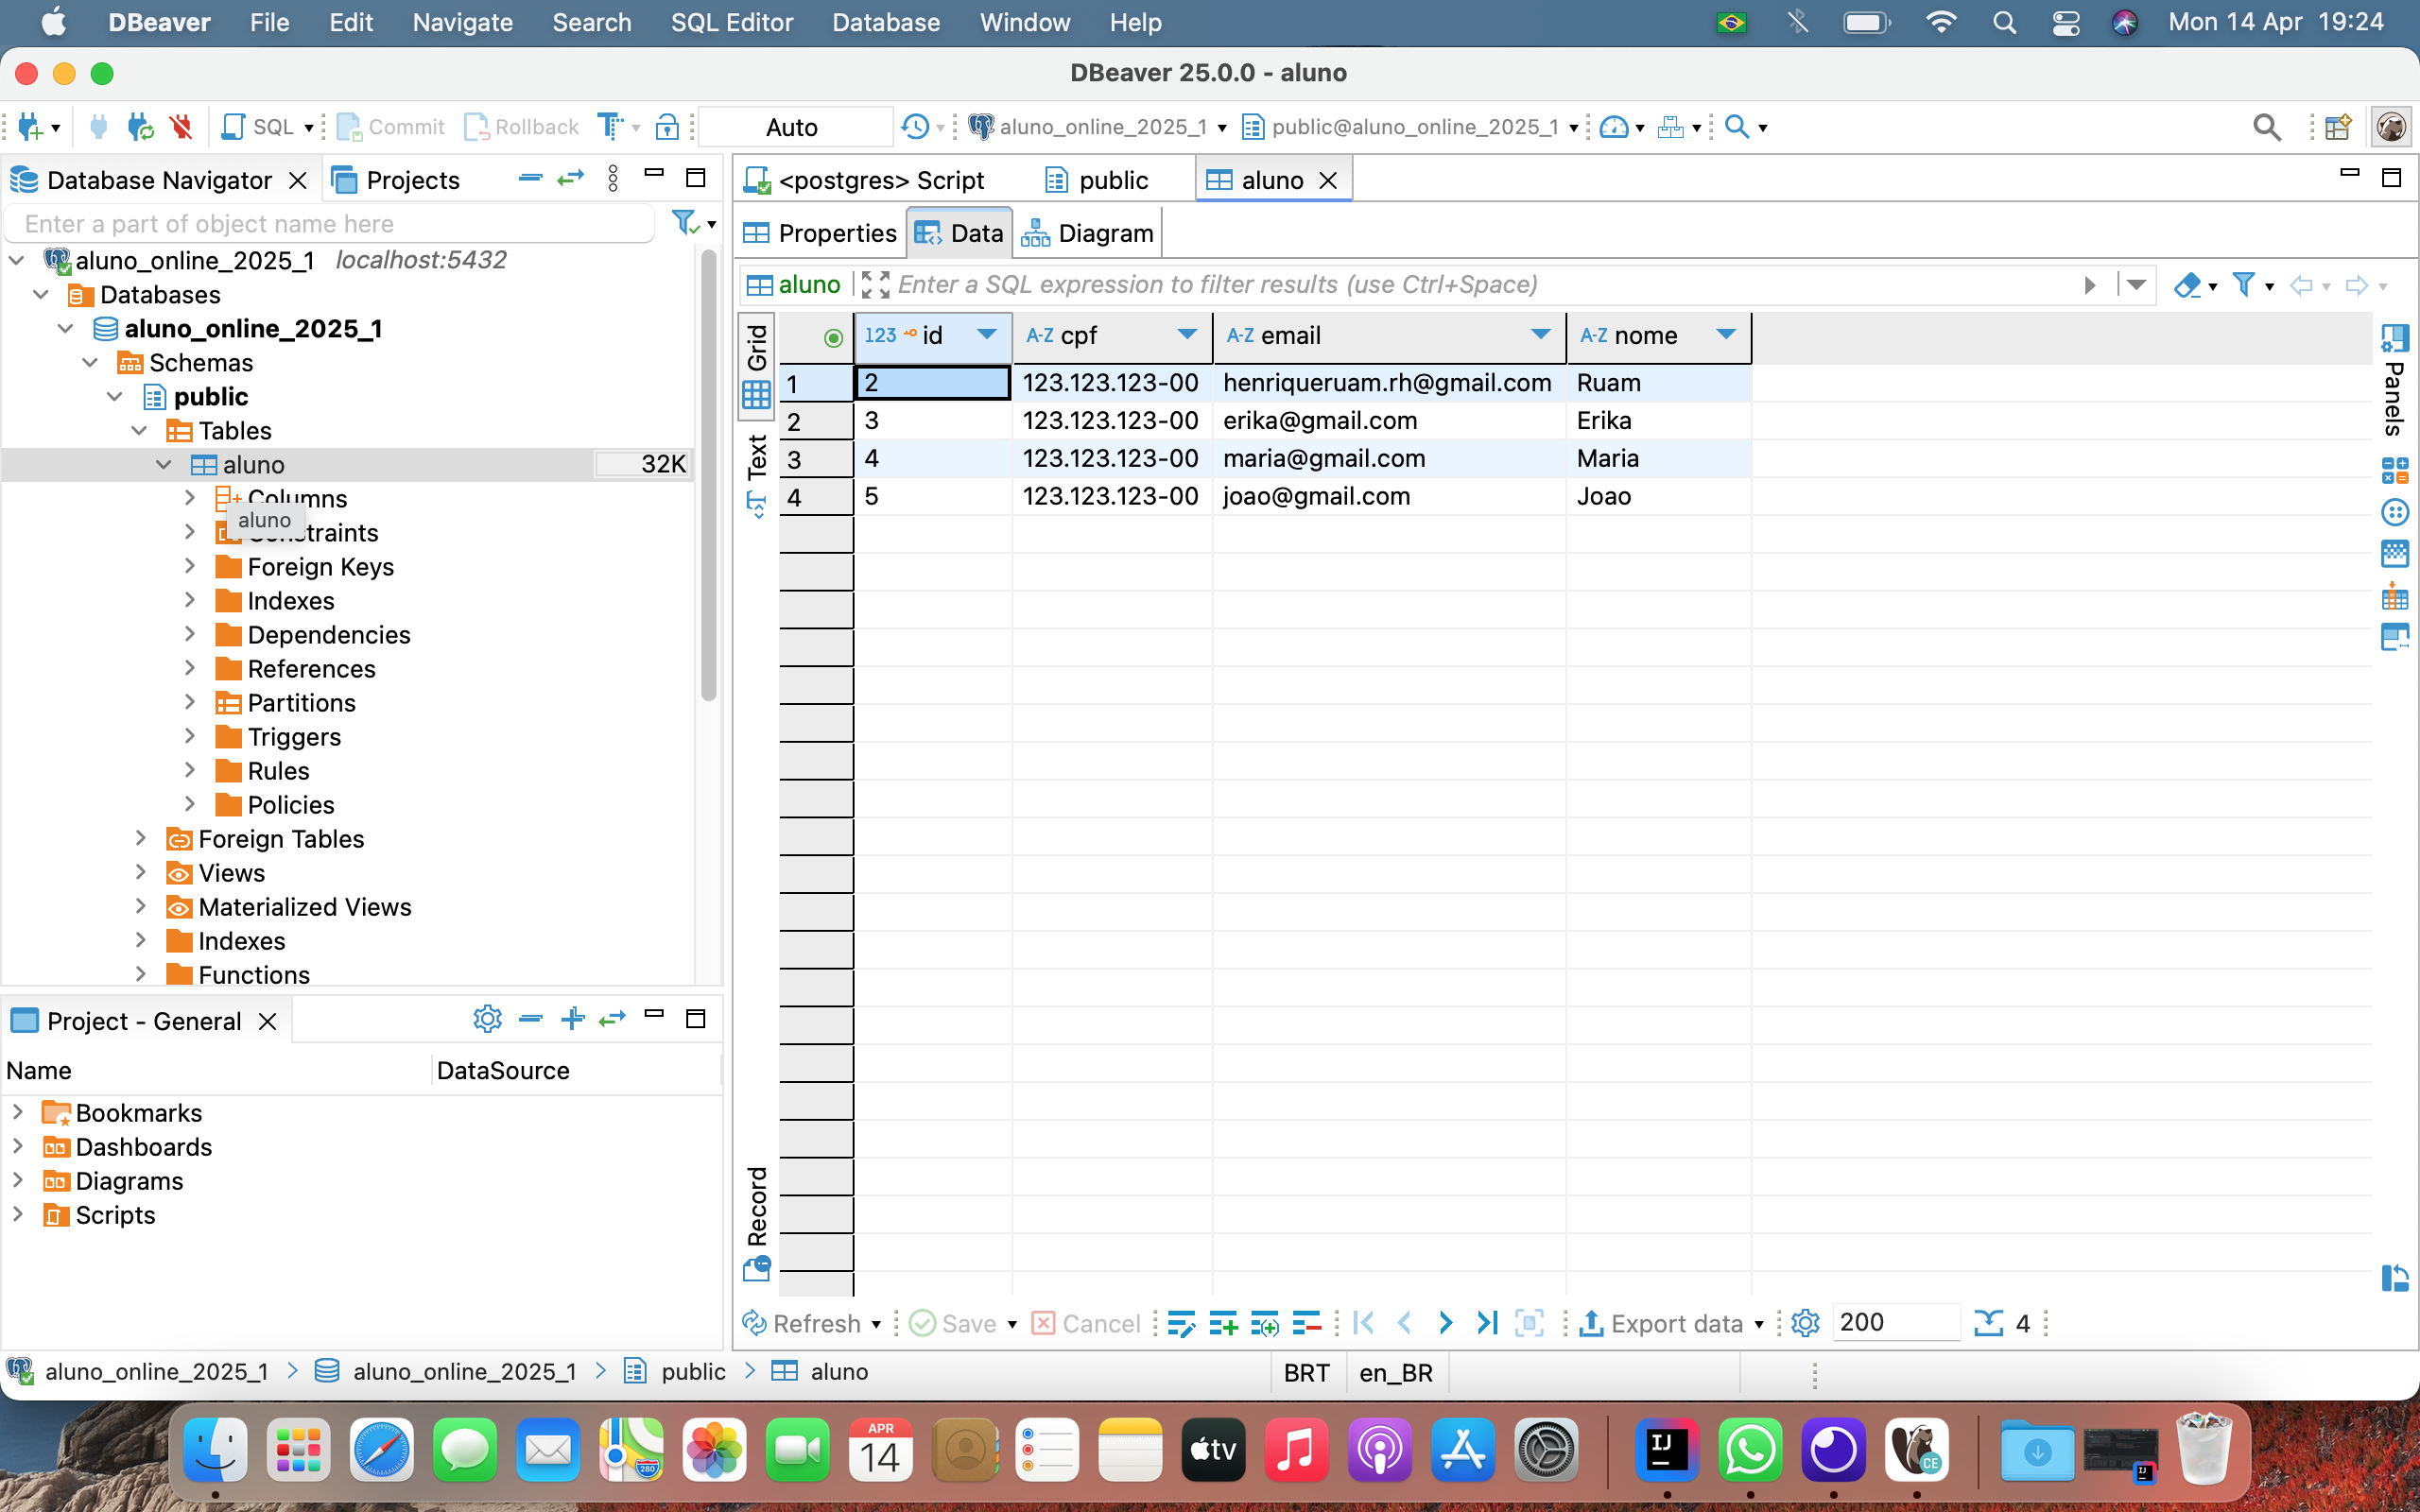 DBeaver File Edit Navigate Search SQL Editor Database Window Help Mon 14 Apr 19:24
DBeaver 25.0.0 - aluno
SQL Commit Rollback Auto aluno_online_2025_1 public@aluno_online_2025_1
Database Navigator Projects
Enter a part of object name here
aluno_online_2025_1 localhost:5432
Databases
aluno_online_2025_1
Schemas
public
Tables
aluno 32K
Columns
aluno
Constraints
Foreign Keys
Indexes
Dependencies
References
Partitions
Triggers
Rules
Policies
Foreign Tables
Views
Materialized Views
Indexes
Functions
Project - General
Name DataSource
Bookmarks
Dashboards
Diagrams
Scripts
<postgres> Script public aluno
Properties Data Diagram
aluno Enter a SQL expression to filter results (use Ctrl+Space)
Grid
Text
Record
123 id A-Z cpf A-Z email A-Z nome
1 2 123.123.123-00 henriqueruam.rh@gmail.com Ruam
2 3 123.123.123-00 erika@gmail.com Erika
3 4 123.123.123-00 maria@gmail.com Maria
4 5 123.123.123-00 joao@gmail.com Joao
Panels
Refresh Save Cancel Export data 200 4
aluno_online_2025_1 aluno_online_2025_1 public aluno BRT en_BR
280
APR
14
tv
IJ
CE
IJ